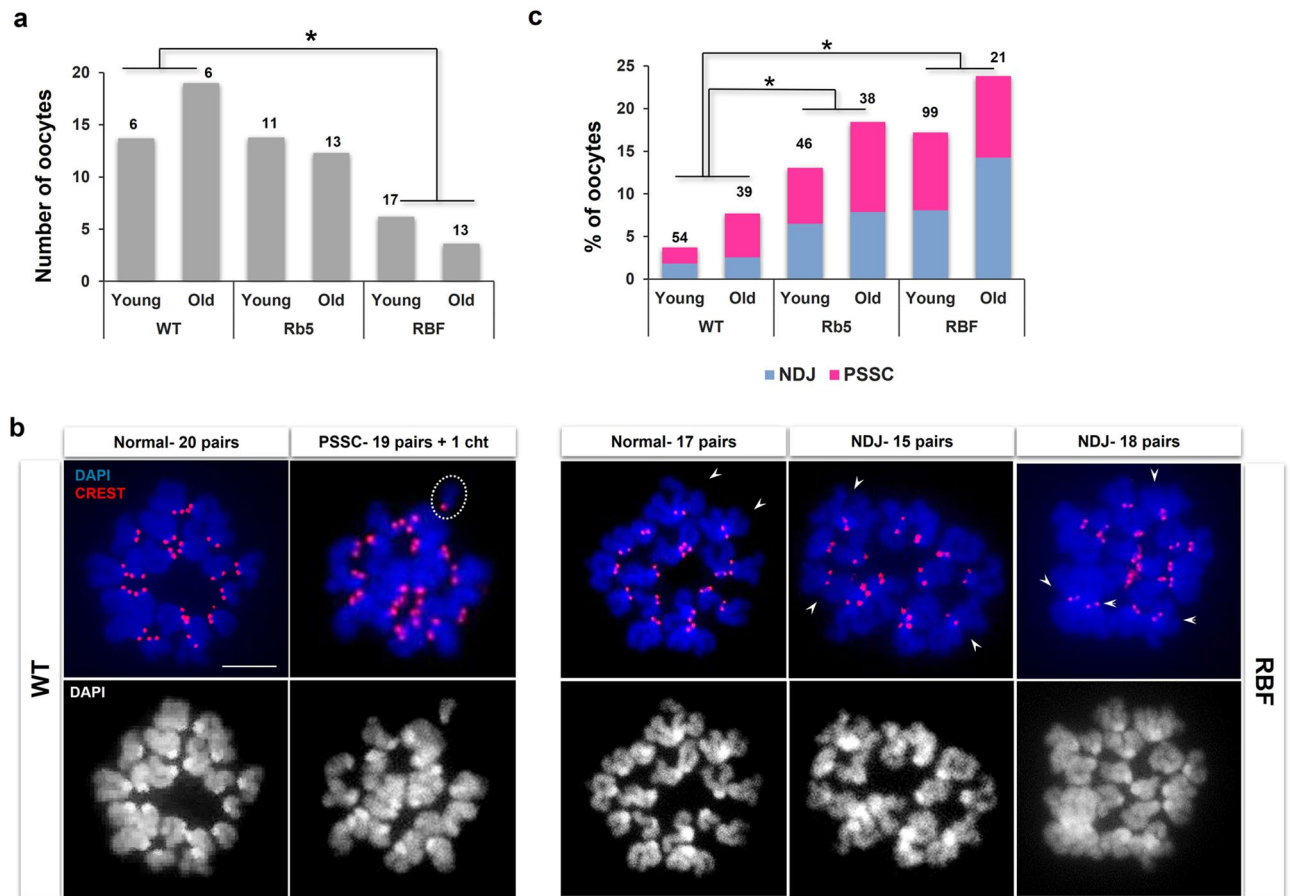 a
Number of oocytes
20
15
10
5
0
*
6
6
11
13
17
13
Young
Old
Young
Old
Young
Old
WT
Rb5
RBF
c
% of oocytes
25
20
15
10
5
0
*
*
54
39
46
38
99
21
Young
Old
Young
Old
Young
Old
WT
Rb5
RBF
NDJ
PSSC
b
Normal- 20 pairs
PSSC- 19 pairs + 1 cht
Normal- 17 pairs
NDJ- 15 pairs
NDJ- 18 pairs
WT
DAPI
CREST
DAPI
RBF